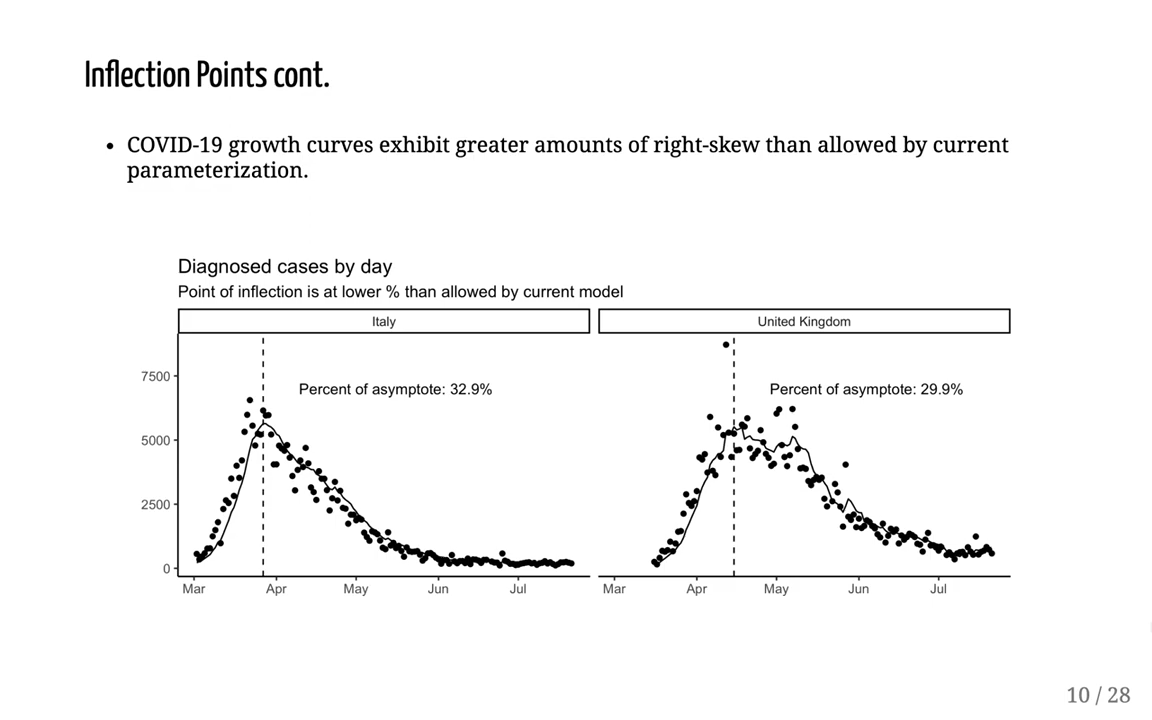 Inflection Points cont.
• COVID-19 growth curves exhibit greater amounts of right-skew than allowed by current
parameterization.
Diagnosed cases by day
Point of inflection is at lower % than allowed by current model
Italy
United Kingdom
Percent of asymptote: 32.9%
Percent of asymptote: 29.9%
7500
5000
2500
0
Mar Apr May Jun Jul
Mar Apr May Jun Jul
10 / 28